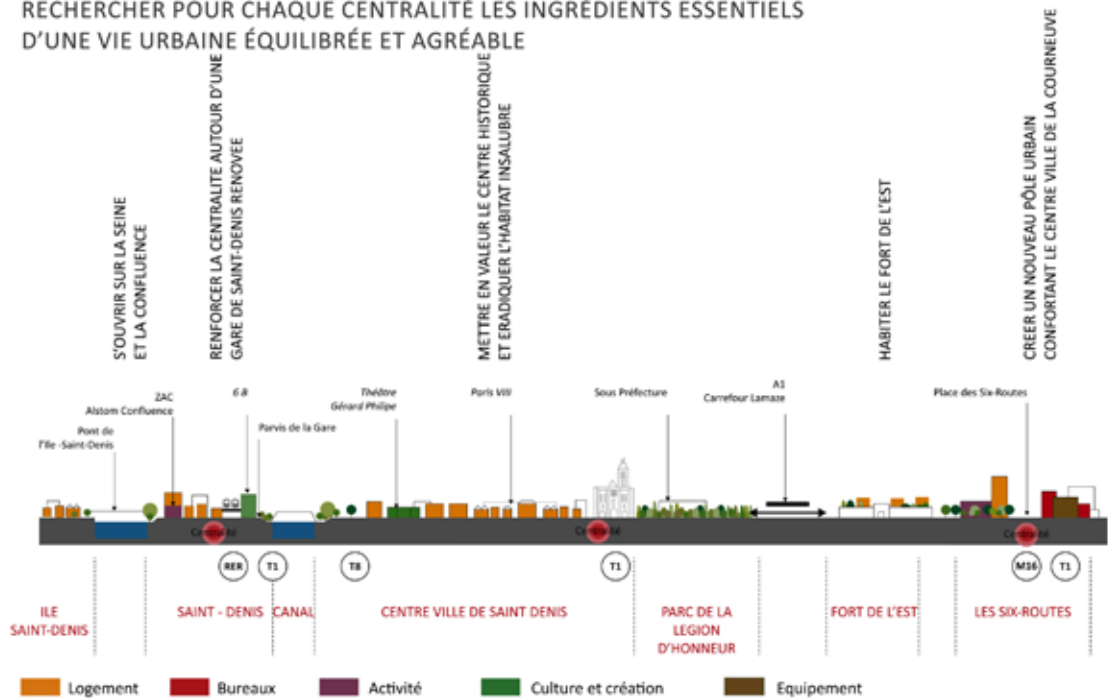 RECHERCHER POUR CHAQUE CENTRALITÉ LES INGRÉDIENTS ESSENTIELS
D'UNE VIE URBAINE ÉQUILIBRÉE ET AGRÉABLE
S'OUVRIR SUR LA SEINE
ET LA CONFLUENCE
RENFORCER LA CENTRALITE AUTOUR D'UNE
GARE DE SAINT-DENIS RENOVEE
METTRE EN VALEUR LE CENTRE HISTORIQUE
ET ERADIQUER L'HABITAT INSALUBRE
HABITER LE FORT DE L'EST
CREER UN NOUVEAU PÔLE URBAIN
CONFORTANT LE CENTRE VILLE DE LA COURNEUVE
Pont de
l'Ile -Saint-Denis
ZAC
Alstom Confluence
6 B
Parvis de la Gare
Théâtre
Gérard Philipe
Paris VIII
Sous Préfecture
A1
Carrefour Lamaze
Place des Six-Routes
Centralité
Centralité
Centralité
RER
T1
T8
T1
M16
T1
ILE
SAINT-DENIS
SAINT - DENIS
CANAL
CENTRE VILLE DE SAINT DENIS
PARC DE LA
LEGION
D'HONNEUR
FORT DE L'EST
LES SIX-ROUTES
Logement
Bureaux
Activité
Culture et création
Equipement